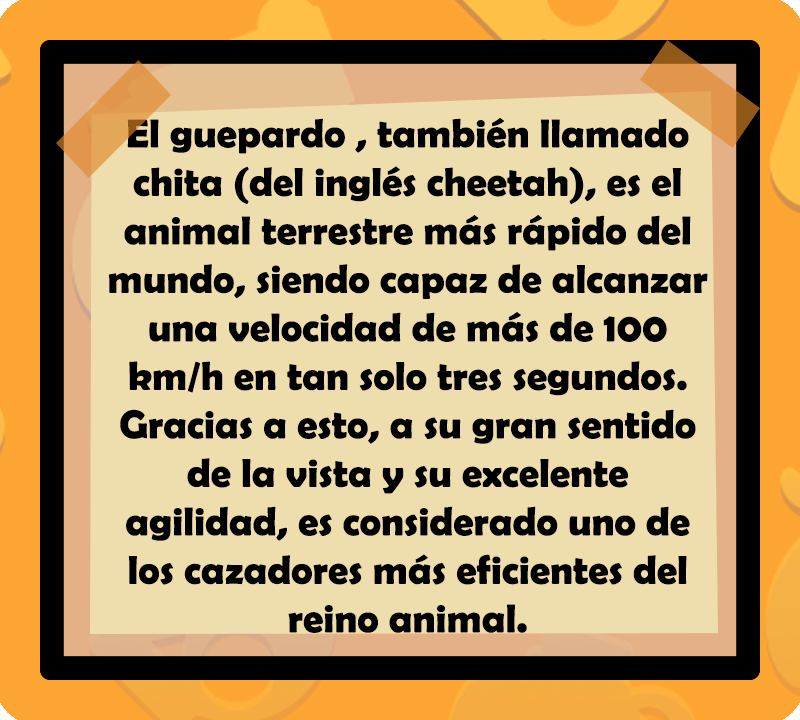 El guepardo , también llamado
chita (del inglés cheetah), es el
animal terrestre más rápido del
mundo, siendo capaz de alcanzar
una velocidad de más de 100
km/h en tan solo tres segundos.
Gracias a esto, a su gran sentido
de la vista y su excelente
agilidad, es considerado uno de
los cazadores más eficientes del
reino animal.